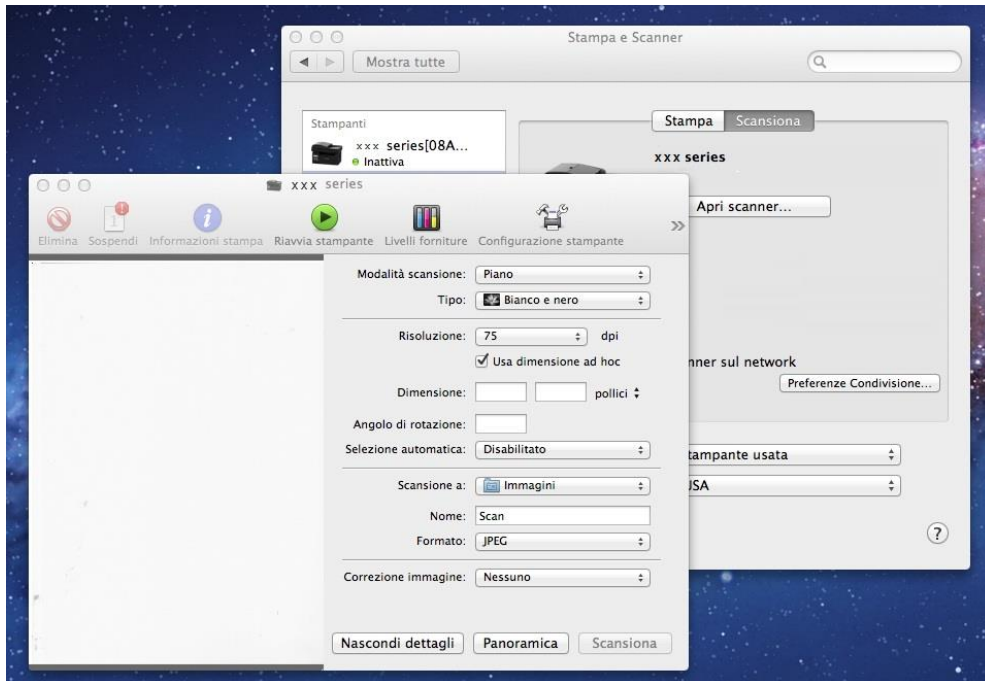 Stampa e Scanner
Mostra tutte
Stampanti
xxx series[08A...
Inattiva
Stampa Scansiona
xxx series
Apri scanner...
nner sul network
Preferenze Condivisione...
tampante usata
JSA
?
xxx series
Elimina Sospendi Informazioni stampa Riavvia stampante Livelli forniture Configurazione stampante
Modalità scansione: Piano
Tipo: Bianco e nero
Risoluzione: 75 dpi
Usa dimensione ad hoc
Dimensione: pollici
Angolo di rotazione:
Selezione automatica: Disabilitato
Scansione a: Immagini
Nome: Scan
Formato: JPEG
Correzione immagine: Nessuno
Nascondi dettagli Panoramica Scansiona